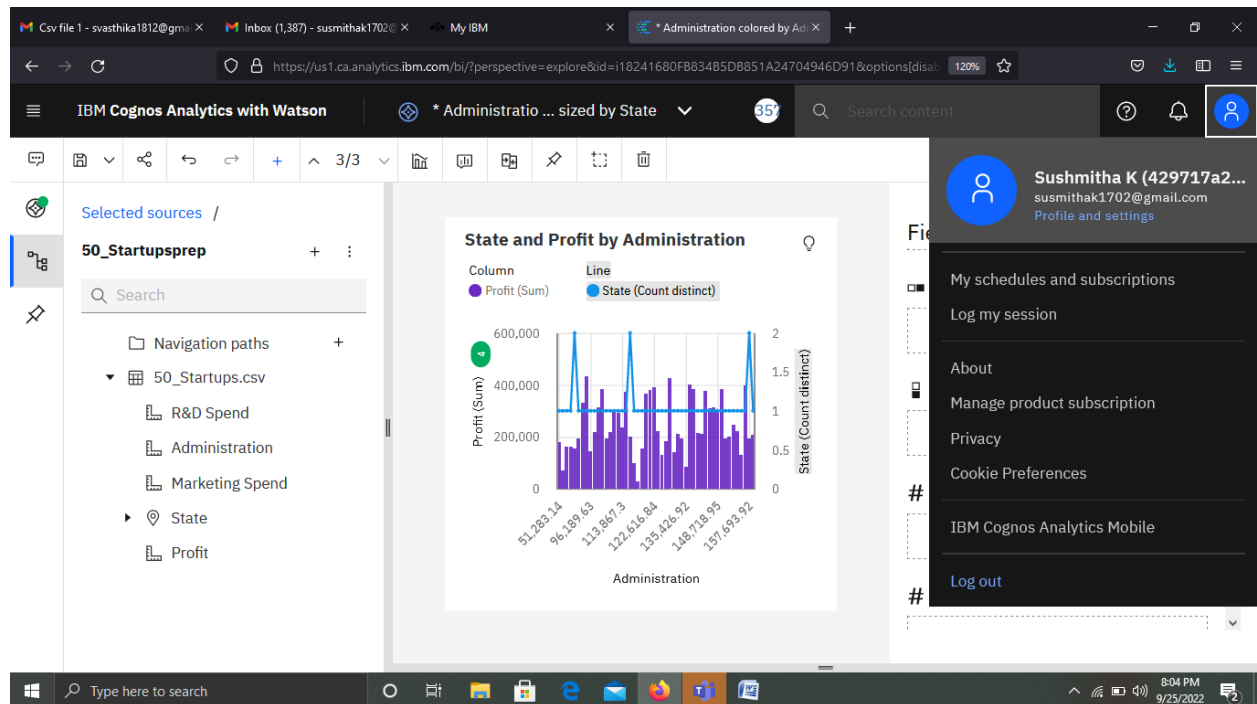 Csv file 1 - svasthika1812@gmai
Inbox (1,387) - susmithak1702@
My IBM
* Administration colored by Adi
https://us1.ca.analytics.ibm.com/bi/?perspective=explore&id=i18241680FB834B5DB851A24704946D91&options[disab
120%
IBM Cognos Analytics with Watson
* Administratio ... sized by State
357
Search content
3/3
Sushmitha K (429717a2...
susmithak1702@gmail.com
Profile and settings
My schedules and subscriptions
Log my session
About
Manage product subscription
Privacy
Cookie Preferences
IBM Cognos Analytics Mobile
Log out
Selected sources /
50_Startupsprep
Search
Navigation paths
50_Startups.csv
R&D Spend
Administration
Marketing Spend
State
Profit
State and Profit by Administration
Column
Line
Profit (Sum)
State (Count distinct)
600,000
400,000
200,000
0
Profit (Sum)
2
1.5
1
0.5
0
State (Count distinct)
51,283.14
96,189.63
113,867.3
122,616.84
135,426.92
148,718.95
157,693.92
Administration
#
#
Type here to search
8:04 PM
9/25/2022
2